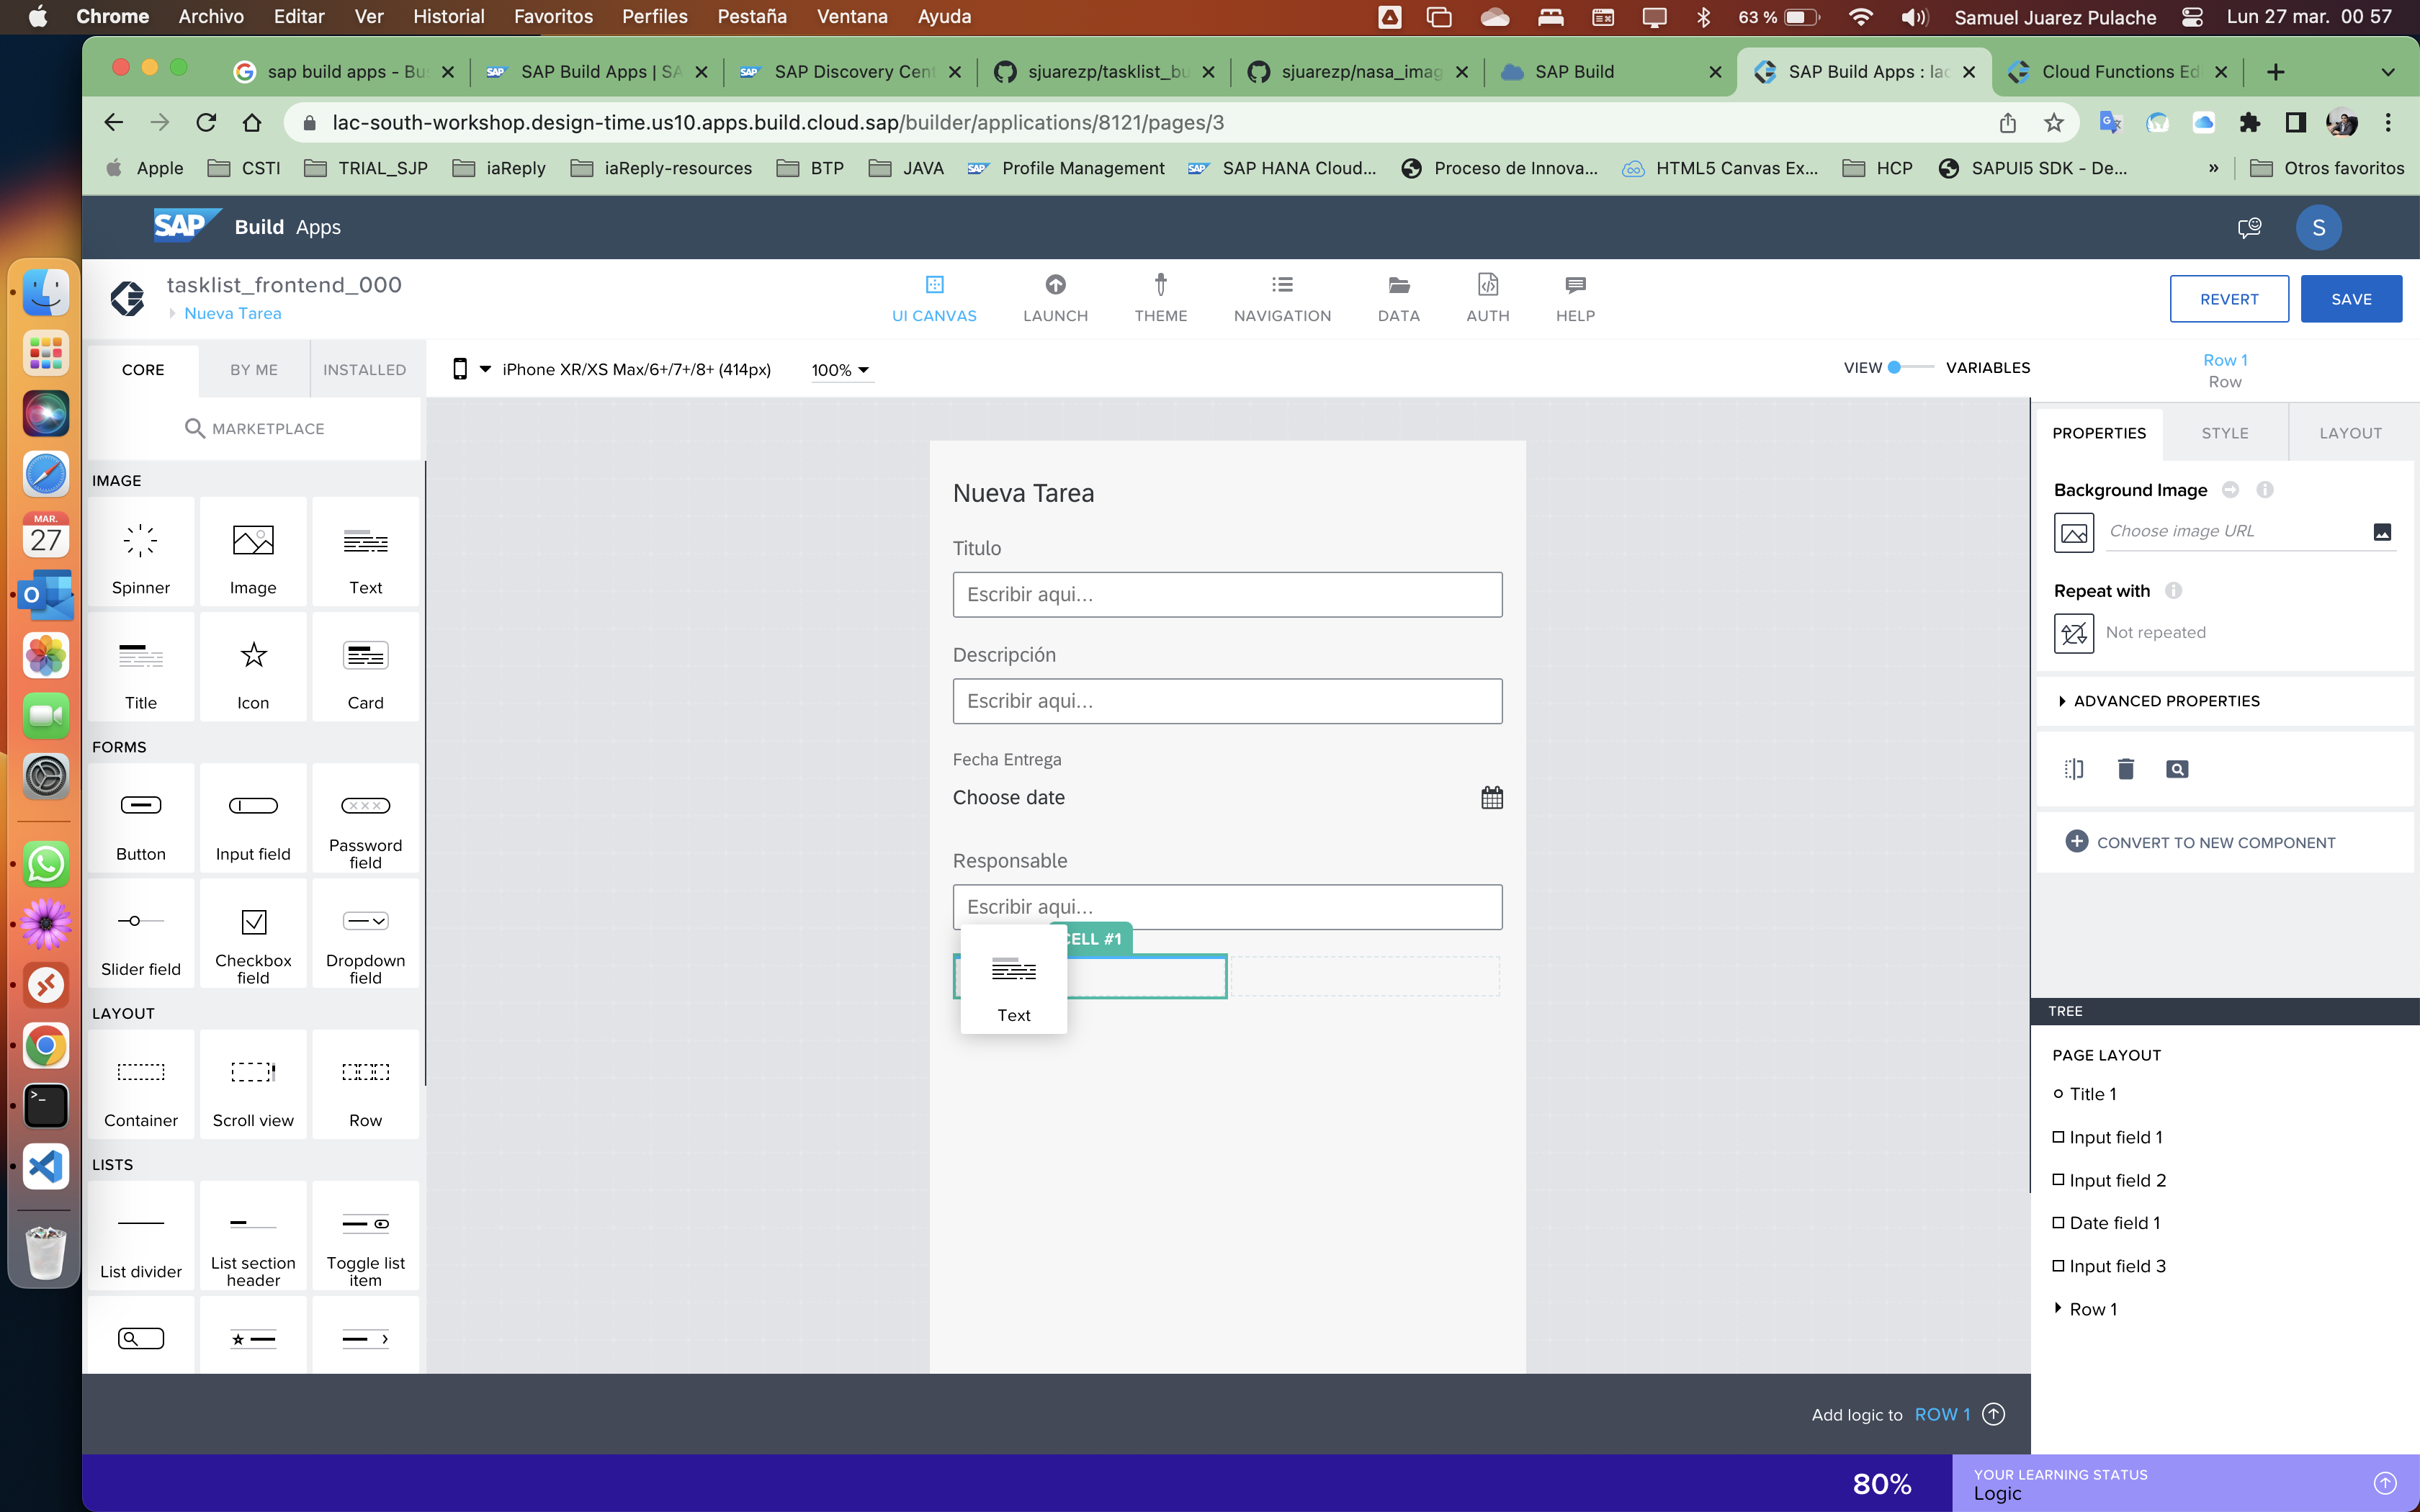 Chrome Archivo Editar Ver Historial Favoritos Perfiles Pestaña Ventana Ayuda 63 % Samuel Juarez Pulache Lun 27 mar. 00 57
sap build apps - Bu SAP Build Apps | SA SAP Discovery Cent sjuarezp/tasklist_bu sjuarezp/nasa_imag SAP Build SAP Build Apps : lac Cloud Functions Ed
lac-south-workshop.design-time.us10.apps.build.cloud.sap/builder/applications/8121/pages/3
Apple CSTI TRIAL_SJP iaReply iaReply-resources BTP JAVA Profile Management SAP HANA Cloud... Proceso de Innova... HTML5 Canvas Ex... HCP SAPUI5 SDK - De... » Otros favoritos
SAP Build Apps S
tasklist_frontend_000
Nueva Tarea
UI CANVAS LAUNCH THEME NAVIGATION DATA AUTH HELP
REVERT SAVE
CORE BY ME INSTALLED
iPhone XR/XS Max/6+/7+/8+ (414px) 100%
VIEW VARIABLES
Row 1
Row
MARKETPLACE
IMAGE
Spinner Image Text
Title Icon Card
FORMS
Button Input field Password field
Slider field Checkbox field Dropdown field
LAYOUT
Container Scroll view Row
LISTS
List divider List section header Toggle list item
MAR.
27
Nueva Tarea
Titulo
Escribir aqui...
Descripción
Escribir aqui...
Fecha Entrega
Choose date
Responsable
Escribir aqui...
CELL #1
Text
PROPERTIES STYLE LAYOUT
Background Image
Choose image URL
Repeat with
Not repeated
ADVANCED PROPERTIES
CONVERT TO NEW COMPONENT
TREE
PAGE LAYOUT
Title 1
Input field 1
Input field 2
Date field 1
Input field 3
Row 1
Add logic to ROW 1
80%
YOUR LEARNING STATUS
Logic